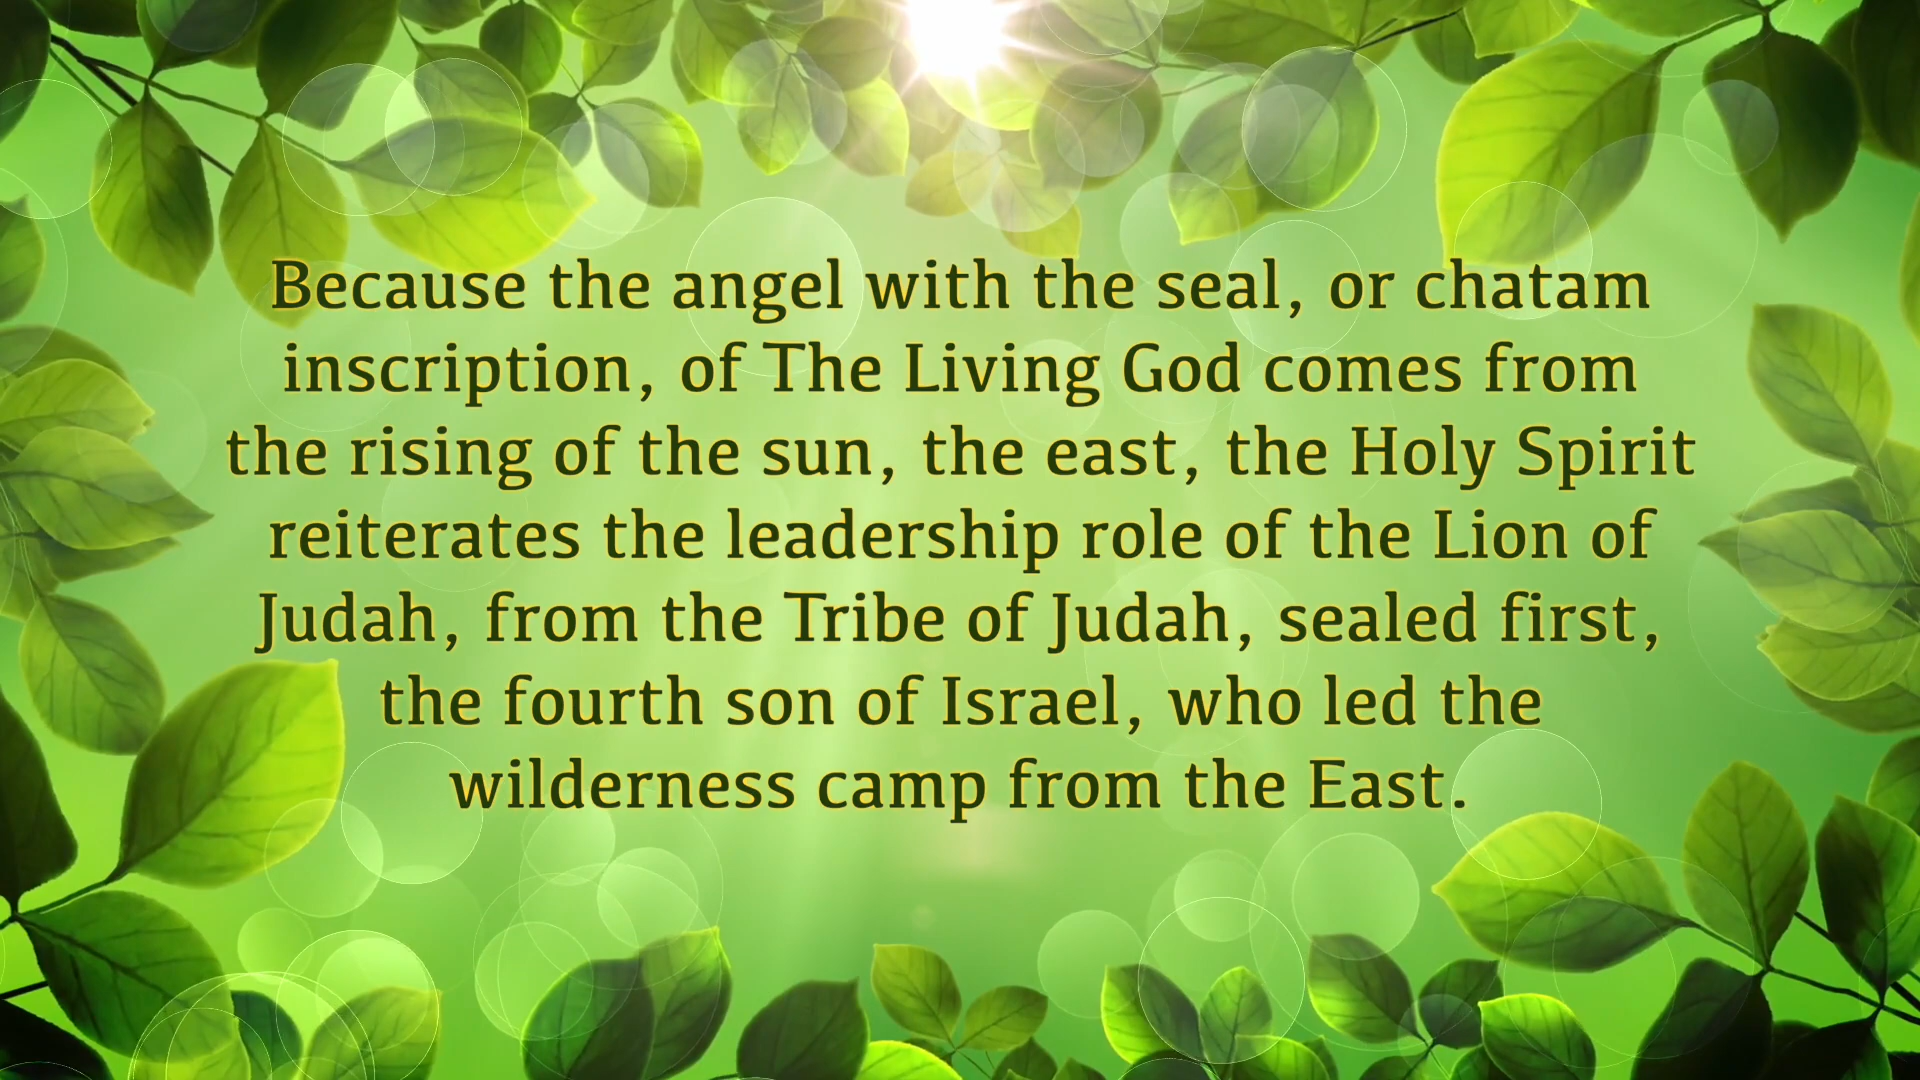 Because the angel with the seal, or chatam
inscription, of The Living God comes from
the rising of the sun, the east, the Holy Spirit
reiterates the leadership role of the Lion of
Judah, from the Tribe of Judah, sealed first,
the fourth son of Israel, who led the
wilderness camp from the East.